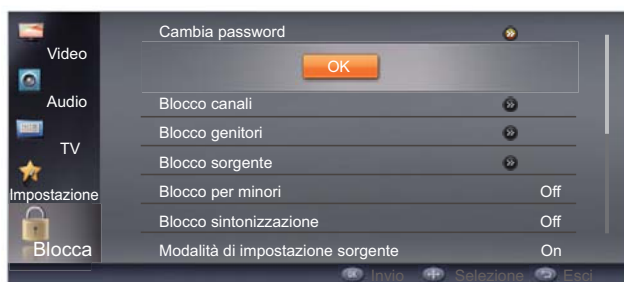 Video
Audio
TV
Impostazione
Blocca
Cambia password
OK
Blocco canali
Blocco genitori
Blocco sorgente
Blocco per minori Off
Blocco sintonizzazione Off
Modalità di impostazione sorgente On
OK Invio Selezione Esci